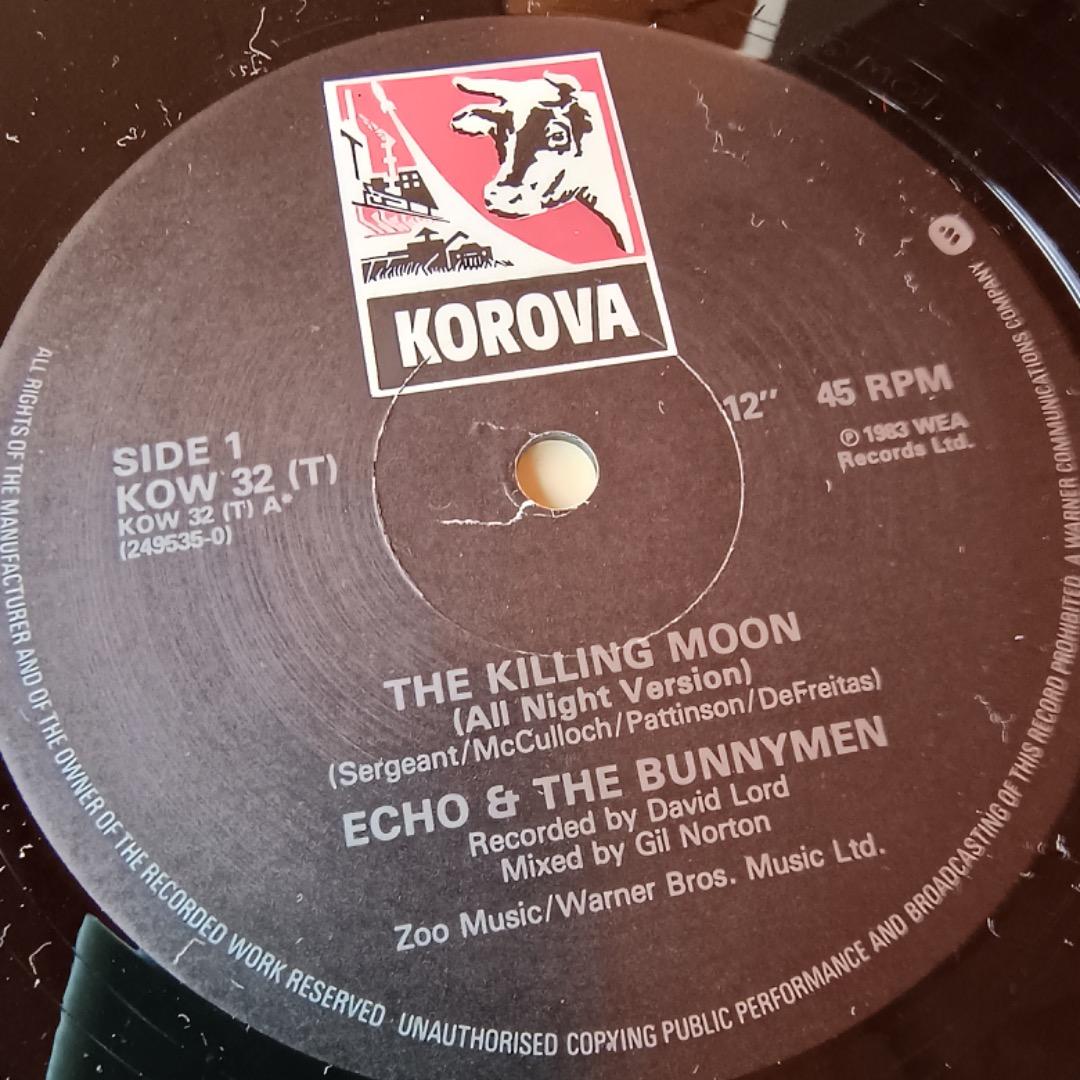 KOROVA
12" 45 RPM
℗ 1983 WEA
Records Ltd.
SIDE 1
KOW 32 (T)
KOW 32 (T) A*
(249535-0)
THE KILLING MOON
(All Night Version)
(Sergeant/McCulloch/Pattinson/DeFreitas)
ECHO & THE BUNNYMEN
Recorded by David Lord
Mixed by Gil Norton
Zoo Music/Warner Bros. Music Ltd.
ALL RIGHTS OF THE MANUFACTURER AND OF THE OWNER OF THE RECORDED WORK RESERVED · UNAUTHORISED COPYING PUBLIC PERFORMANCE AND BROADCASTING OF THIS RECORD PROHIBITED. A WARNER COMMUNICATIONS COMPANY